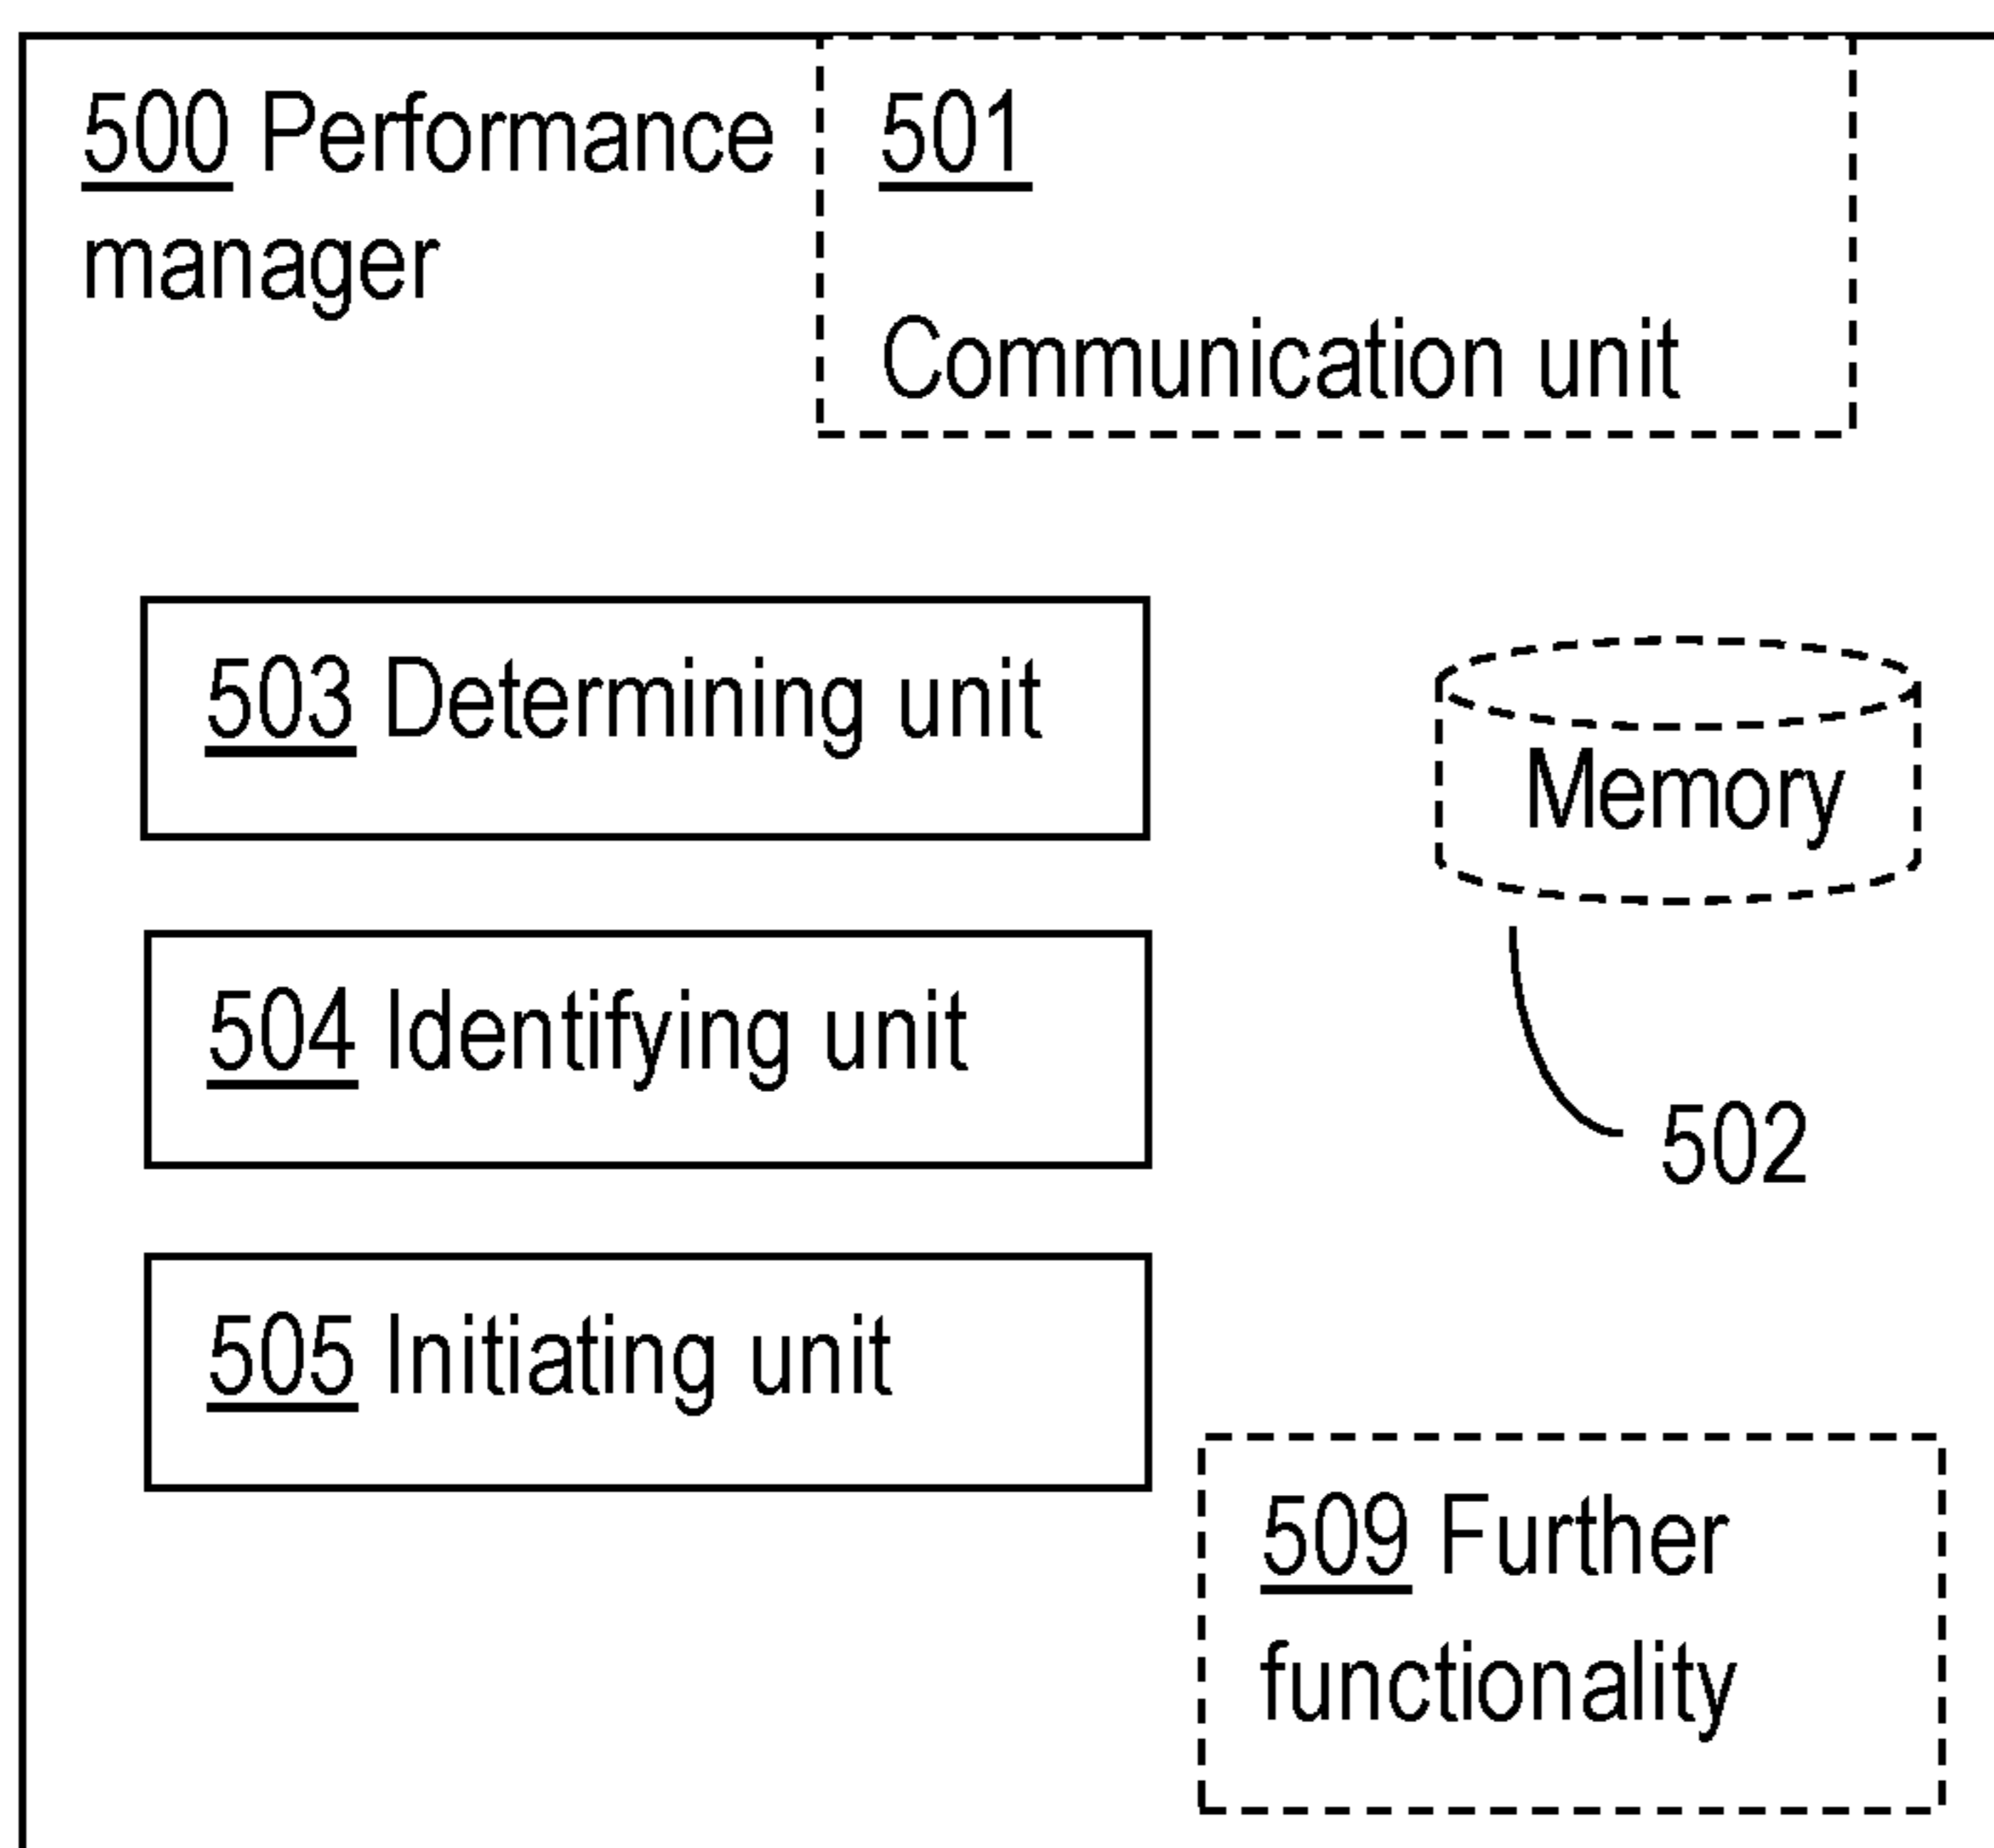 500 Performance
manager
501
Communication unit
503 Determining unit
Memory
504 Identifying unit
502
505 Initiating unit
509 Further
functionality